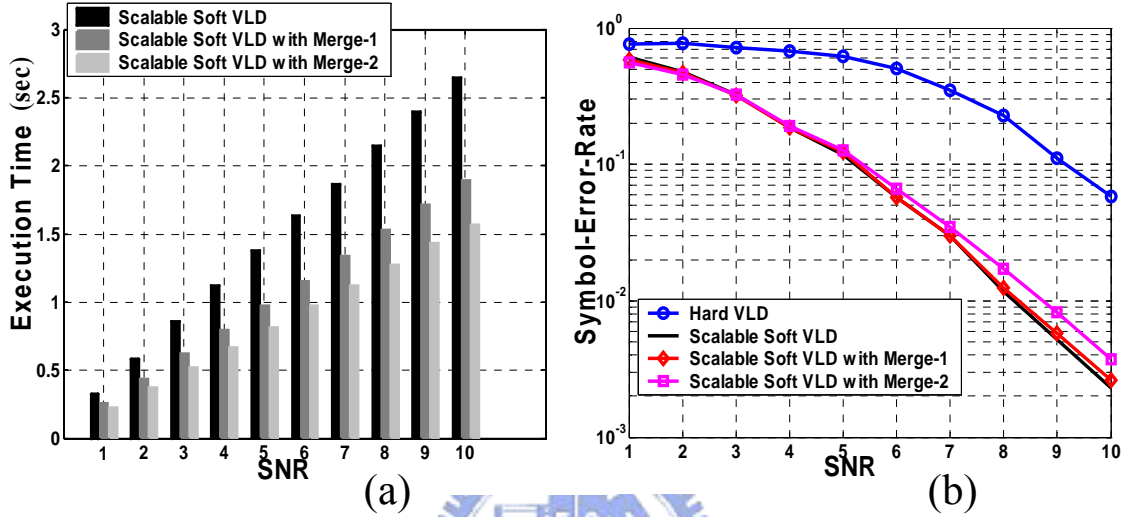 Scalable Soft VLD
Scalable Soft VLD with Merge-1
Scalable Soft VLD with Merge-2
Execution Time (sec)
3
2.5
2
1.5
1
0.5
0
1 2 3 4 5 6 7 8 9 10
SNR
(a)
Symbol-Error-Rate
10^0
10^-1
10^-2
10^-3
Hard VLD
Scalable Soft VLD
Scalable Soft VLD with Merge-1
Scalable Soft VLD with Merge-2
1 2 3 4 5 6 7 8 9 10
SNR
(b)